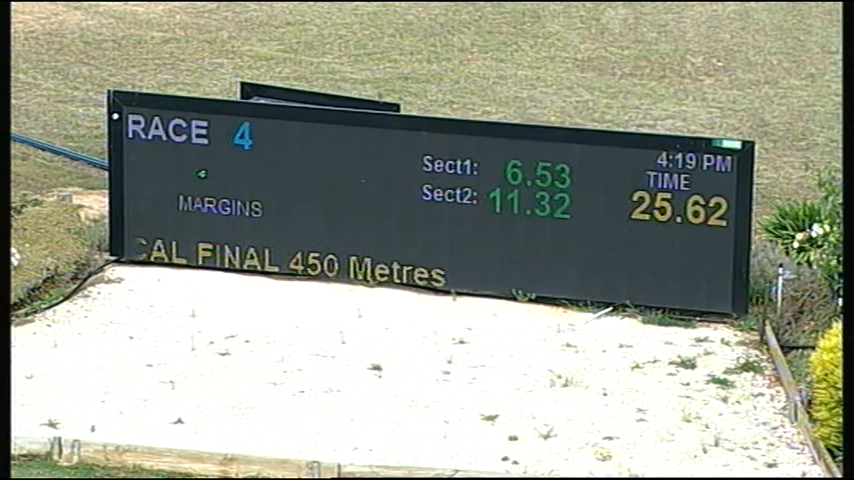 RACE 4
4:19 PM
Sect1: 6.53
TIME
Sect2: 11.32
25.62
MARGINS
CAL FINAL 450 Metres